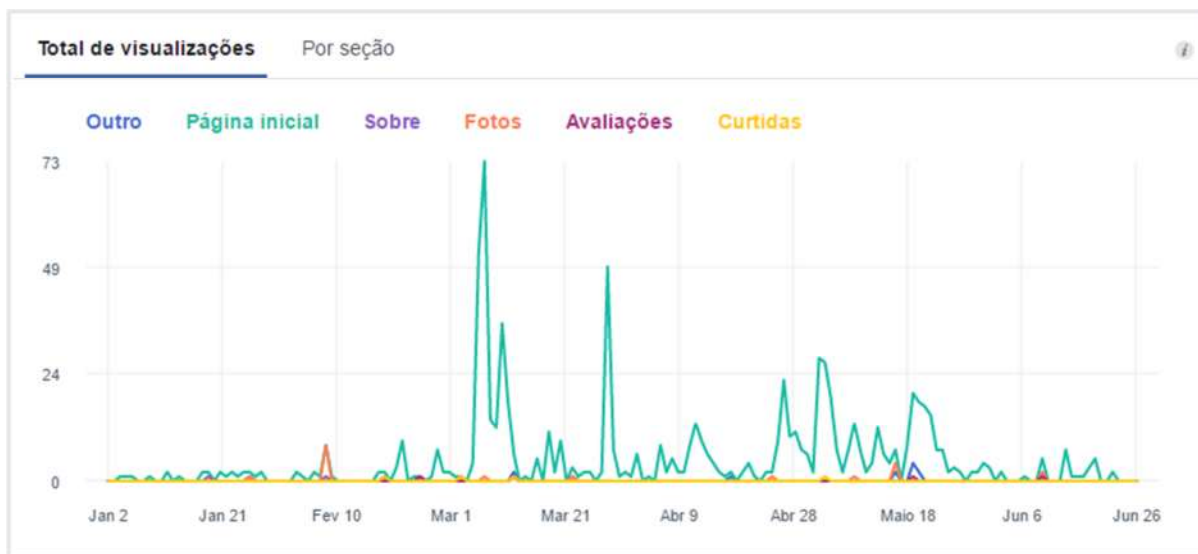 Total de visualizações Por seção
Outro Página inicial Sobre Fotos Avaliações Curtidas
73
49
24
0
Jan 2 Jan 21 Fev 10 Mar 1 Mar 21 Abr 9 Abr 28 Maio 18 Jun 6 Jun 26